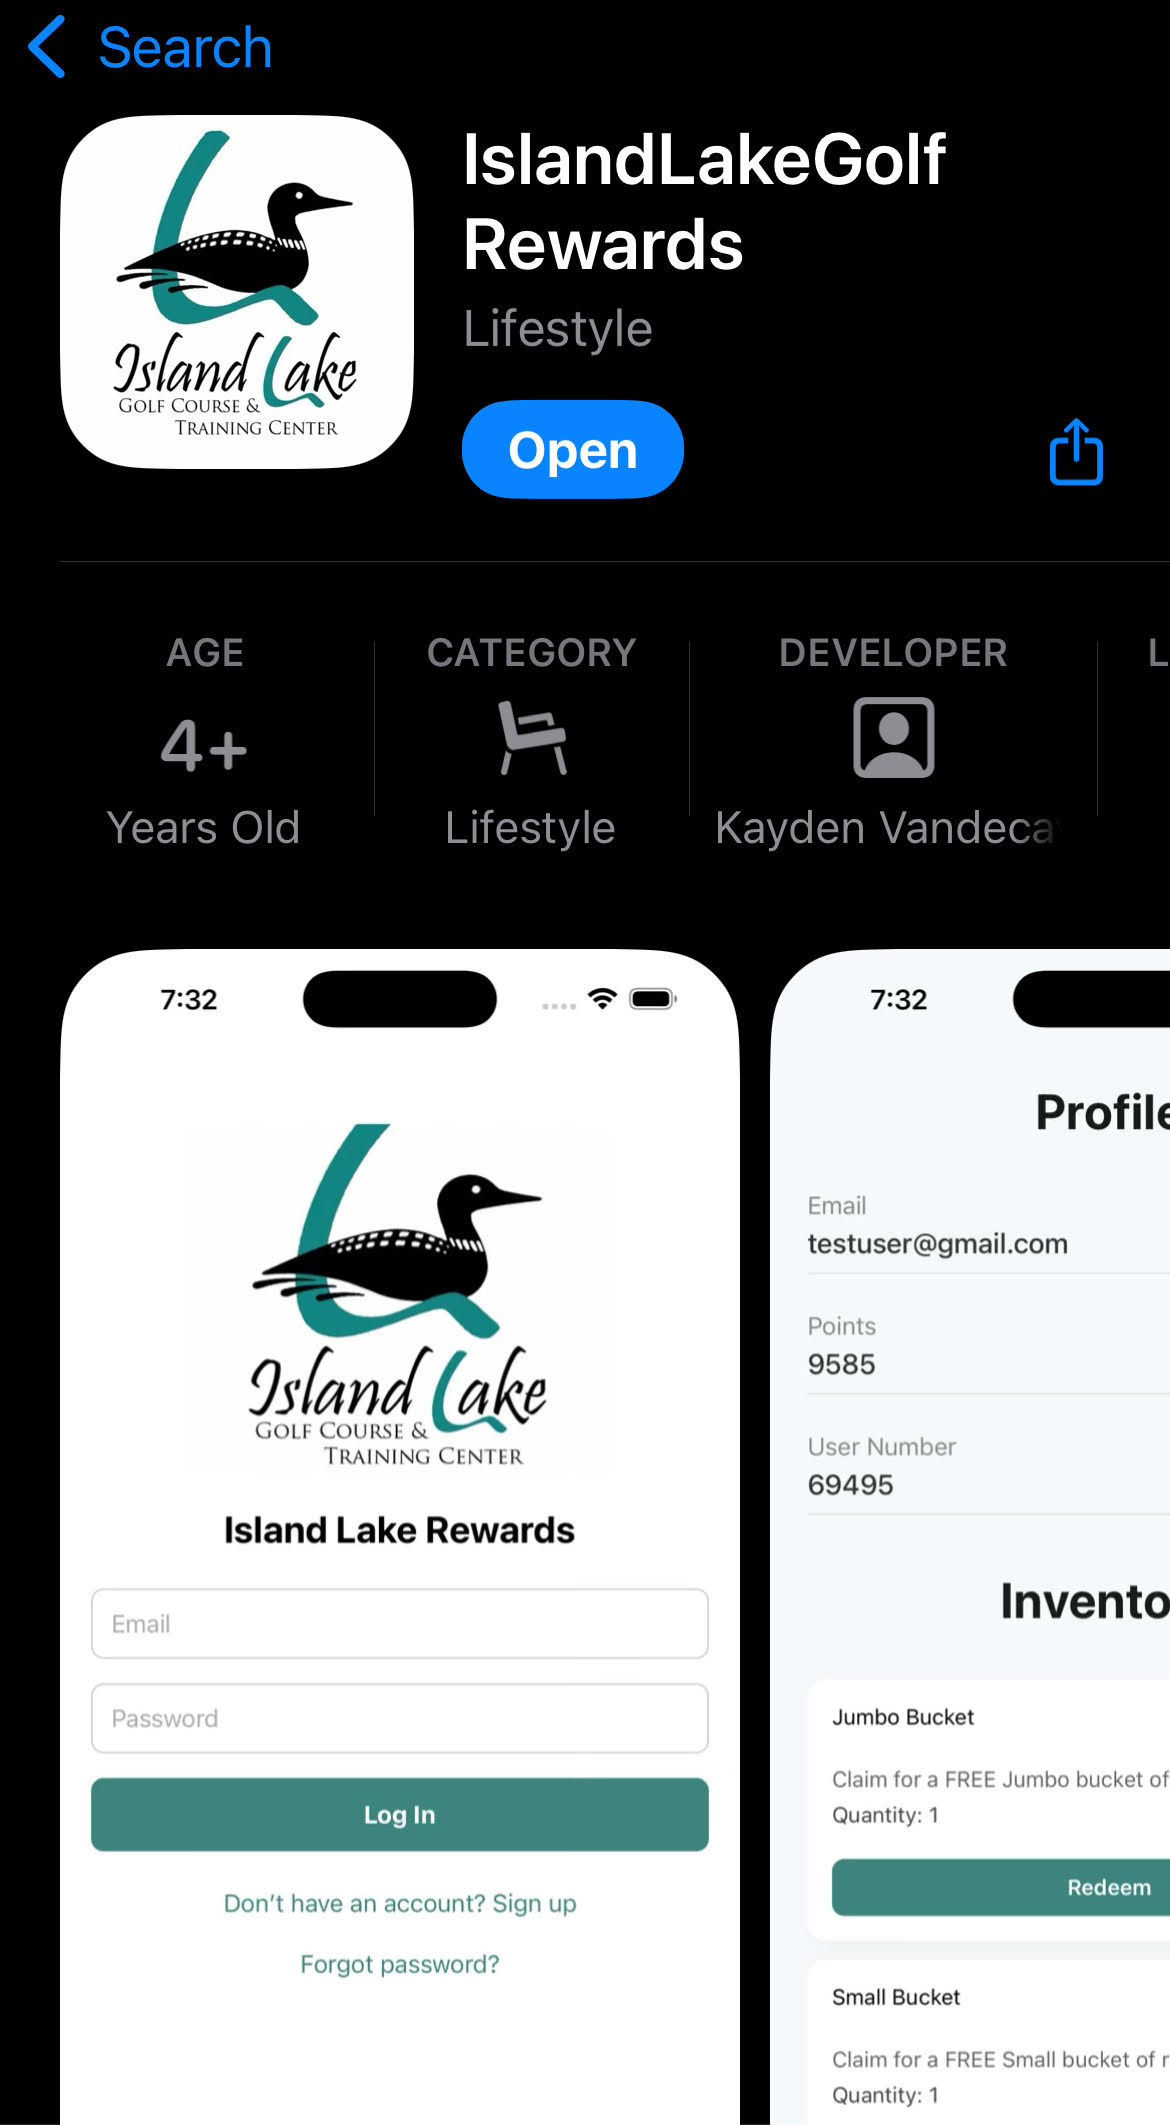 Search
IslandLakeGolf
Rewards
Lifestyle
Open
Island Lake
GOLF COURSE &
TRAINING CENTER
AGE
4+
Years Old
CATEGORY
Lifestyle
DEVELOPER
Kayden Vandeca
L
7:32
Island Lake
GOLF COURSE &
TRAINING CENTER
Island Lake Rewards
Email
Password
Log In
Don't have an account? Sign up
Forgot password?
7:32
Profile
Email
testuser@gmail.com
Points
9585
User Number
69495
Invento
Jumbo Bucket
Claim for a FREE Jumbo bucket of
Quantity: 1
Redeem
Small Bucket
Claim for a FREE Small bucket of r
Quantity: 1